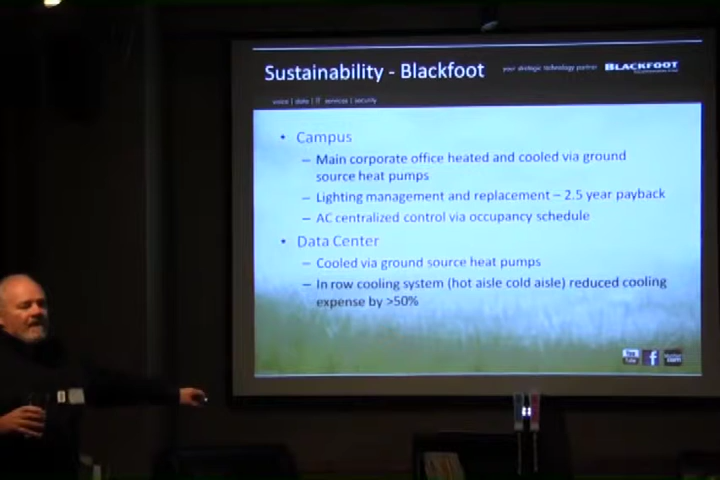 Sustainability - Blackfoot
your strategic technology partner
BLACKFOOT
voice | data | IT services | security
• Campus
– Main corporate office heated and cooled via ground
source heat pumps
– Lighting management and replacement – 2.5 year payback
– AC centralized control via occupancy schedule
• Data Center
– Cooled via ground source heat pumps
– In row cooling system (hot aisle cold aisle) reduced cooling
expense by >50%
You
Tube
f